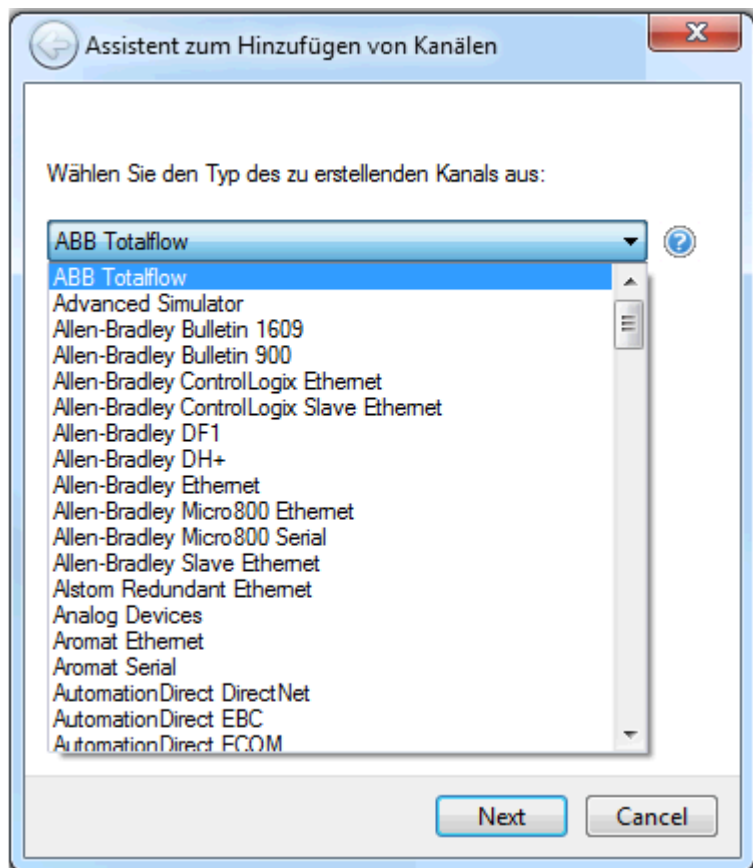 Assistent zum Hinzufügen von Kanälen
Wählen Sie den Typ des zu erstellenden Kanals aus:
ABB Totalflow
ABB Totalflow
Advanced Simulator
Allen-Bradley Bulletin 1609
Allen-Bradley Bulletin 900
Allen-Bradley ControlLogix Ethernet
Allen-Bradley ControlLogix Slave Ethernet
Allen-Bradley DF1
Allen-Bradley DH+
Allen-Bradley Ethernet
Allen-Bradley Micro800 Ethernet
Allen-Bradley Micro800 Serial
Allen-Bradley Slave Ethernet
Alstom Redundant Ethernet
Analog Devices
Aromat Ethernet
Aromat Serial
AutomationDirect DirectNet
AutomationDirect EBC
AutomationDirect ECOM
Next Cancel